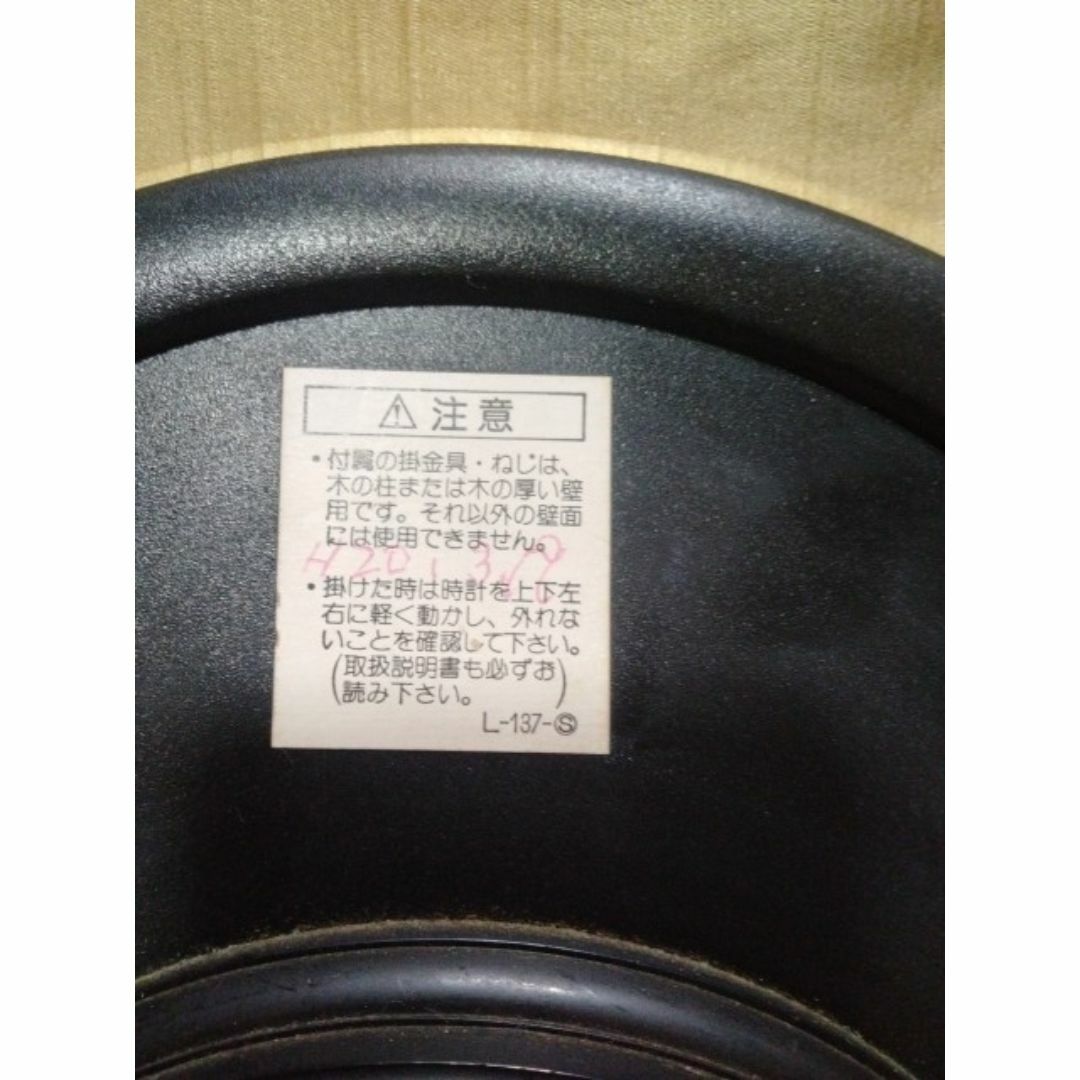 ⚠注意
・付属の掛金具・ねじは、
木の柱または木の厚い壁
用です。それ以外の壁面
には使用できません。
H20.3.
・掛けた時は時計を上下左
右に軽く動かし、外れな
いことを確認して下さい。
(取扱説明書も必ずお
読み下さい。)
L-137-Ⓢ